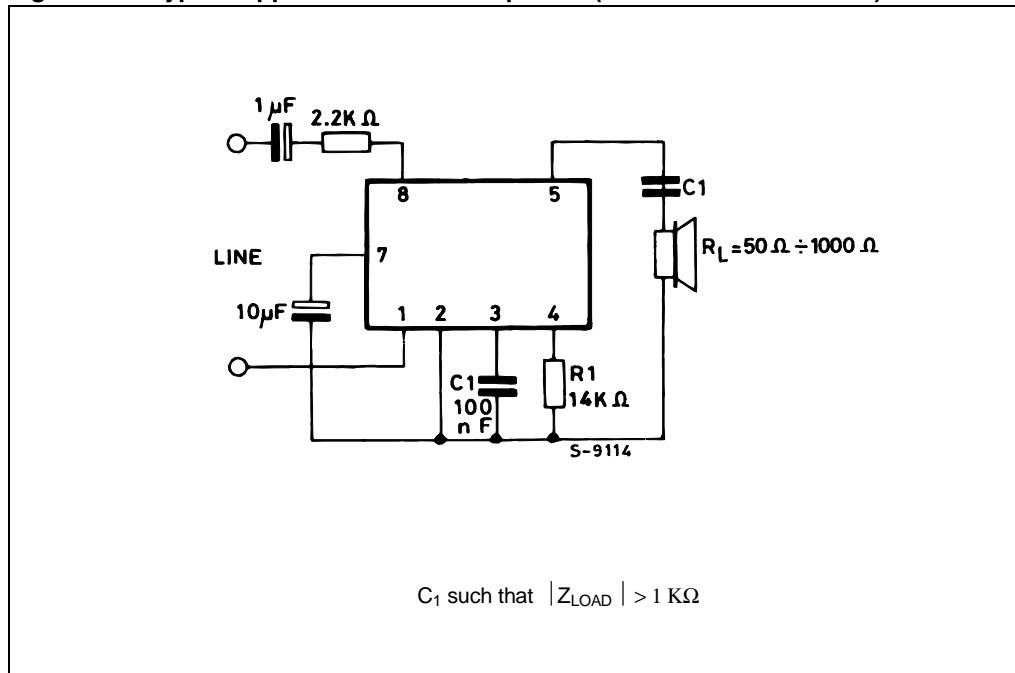 1 µF
2.2K Ω
8
5
C1
LINE
7
R L = 50 Ω ÷ 1000 Ω
10µF
1
2
3
4
C1
100
n F
R1
14K Ω
S-9114
C1 such that |ZLOAD| > 1 KΩ